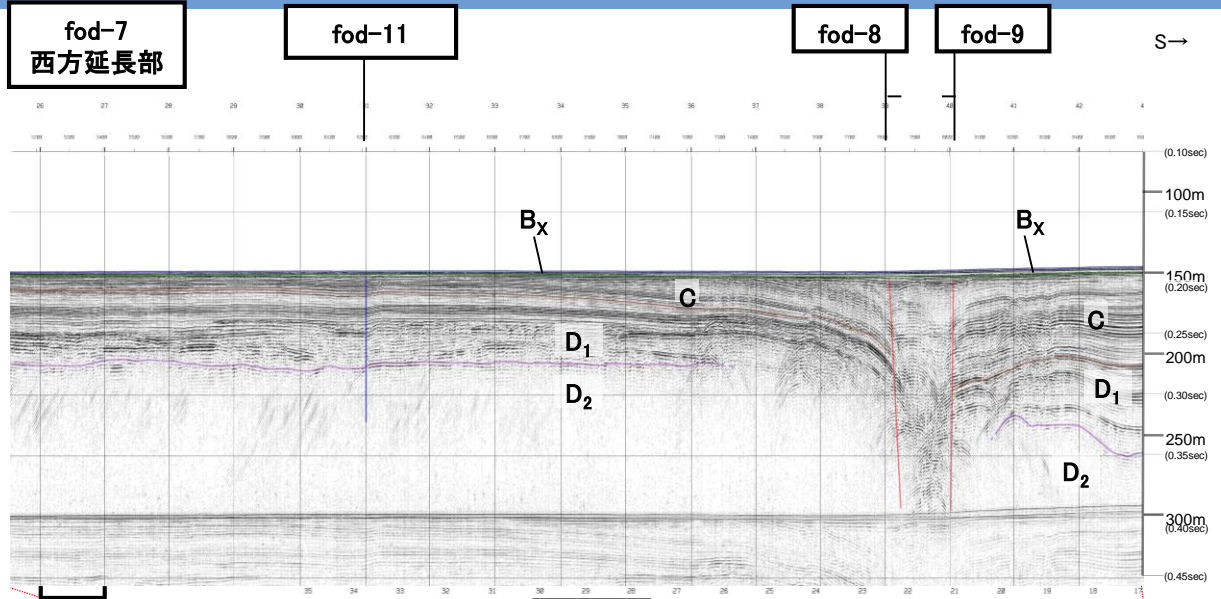 fod-7
西方延長部
fod-11
fod-8
fod-9
S→
26 27 28 29 30 31 32 33 34 35 36 37 38 39 40 41 42 4
(0.10sec)
100m
(0.15sec)
BX
BX
150m
(0.20sec)
C
C
(0.25sec)
D1
200m
D1
D2
(0.30sec)
250m
(0.35sec)
D2
300m
(0.40sec)
(0.45sec)
35 34 33 32 31 30 29 28 27 26 25 24 23 22 21 20 19 18 17